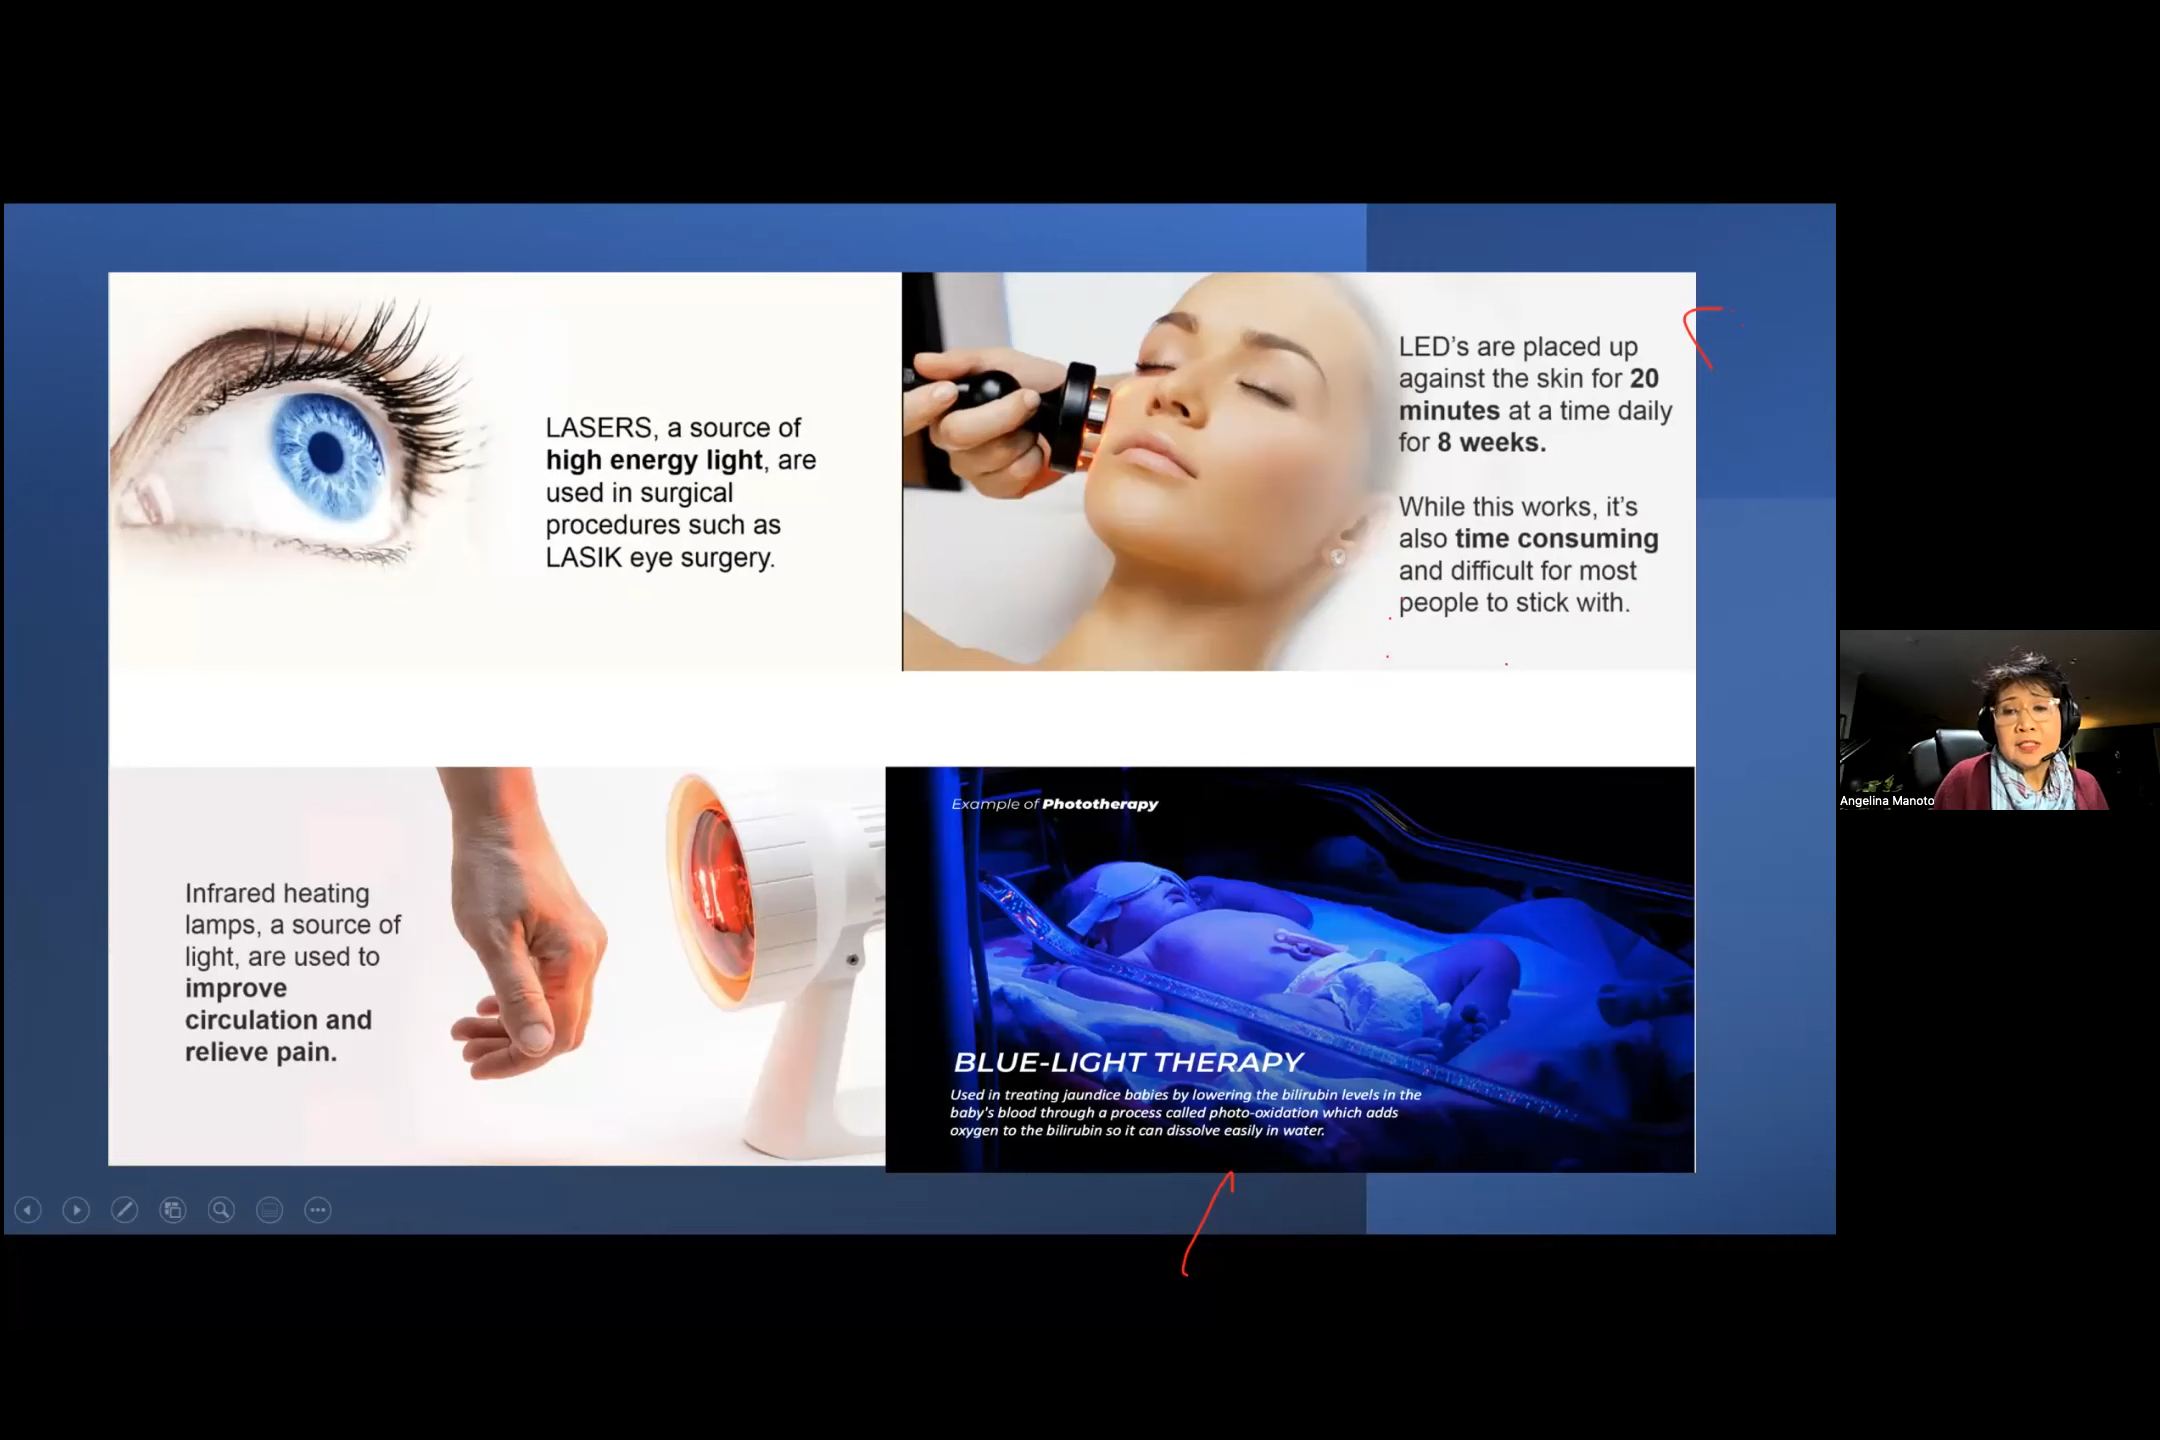 LASERS, a source of
high energy light, are
used in surgical
procedures such as
LASIK eye surgery.
LED's are placed up
against the skin for 20
minutes at a time daily
for 8 weeks.
While this works, it's
also time consuming
and difficult for most
people to stick with.
Infrared heating
lamps, a source of
light, are used to
improve
circulation and
relieve pain.
Example of Phototherapy
BLUE-LIGHT THERAPY
Used in treating jaundice babies by lowering the bilirubin levels in the
baby's blood through a process called photo-oxidation which adds
oxygen to the bilirubin so it can dissolve easily in water.
Angelina Manoto